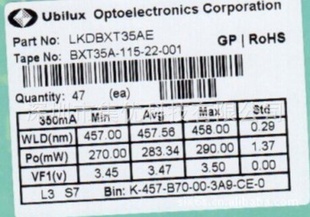 Ubilux Optoelectronics Corporation
Part No: LKDBXT35AE
GP | RoHS
Tape No: BXT35A-115-22-001
Quantity: 47 (ea)
350mA Min Avg Max Std
WLD(nm) 457.00 457.56 458.00 0.29
Po(mW) 270.00 283.34 290.00 1.37
VF1(v) 3.45 3.47 3.50 0.00
L3 S7 Bin: K-457-B70-00-3A9-CE-0